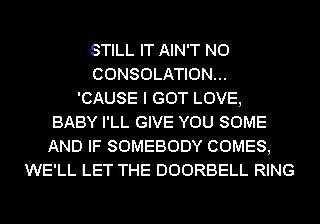 STILL IT AIN'T NO
CONSOLATION...
'CAUSE I GOT LOVE,
BABY I'LL GIVE YOU SOME
AND IF SOMEBODY COMES,
WE'LL LET THE DOORBELL RING